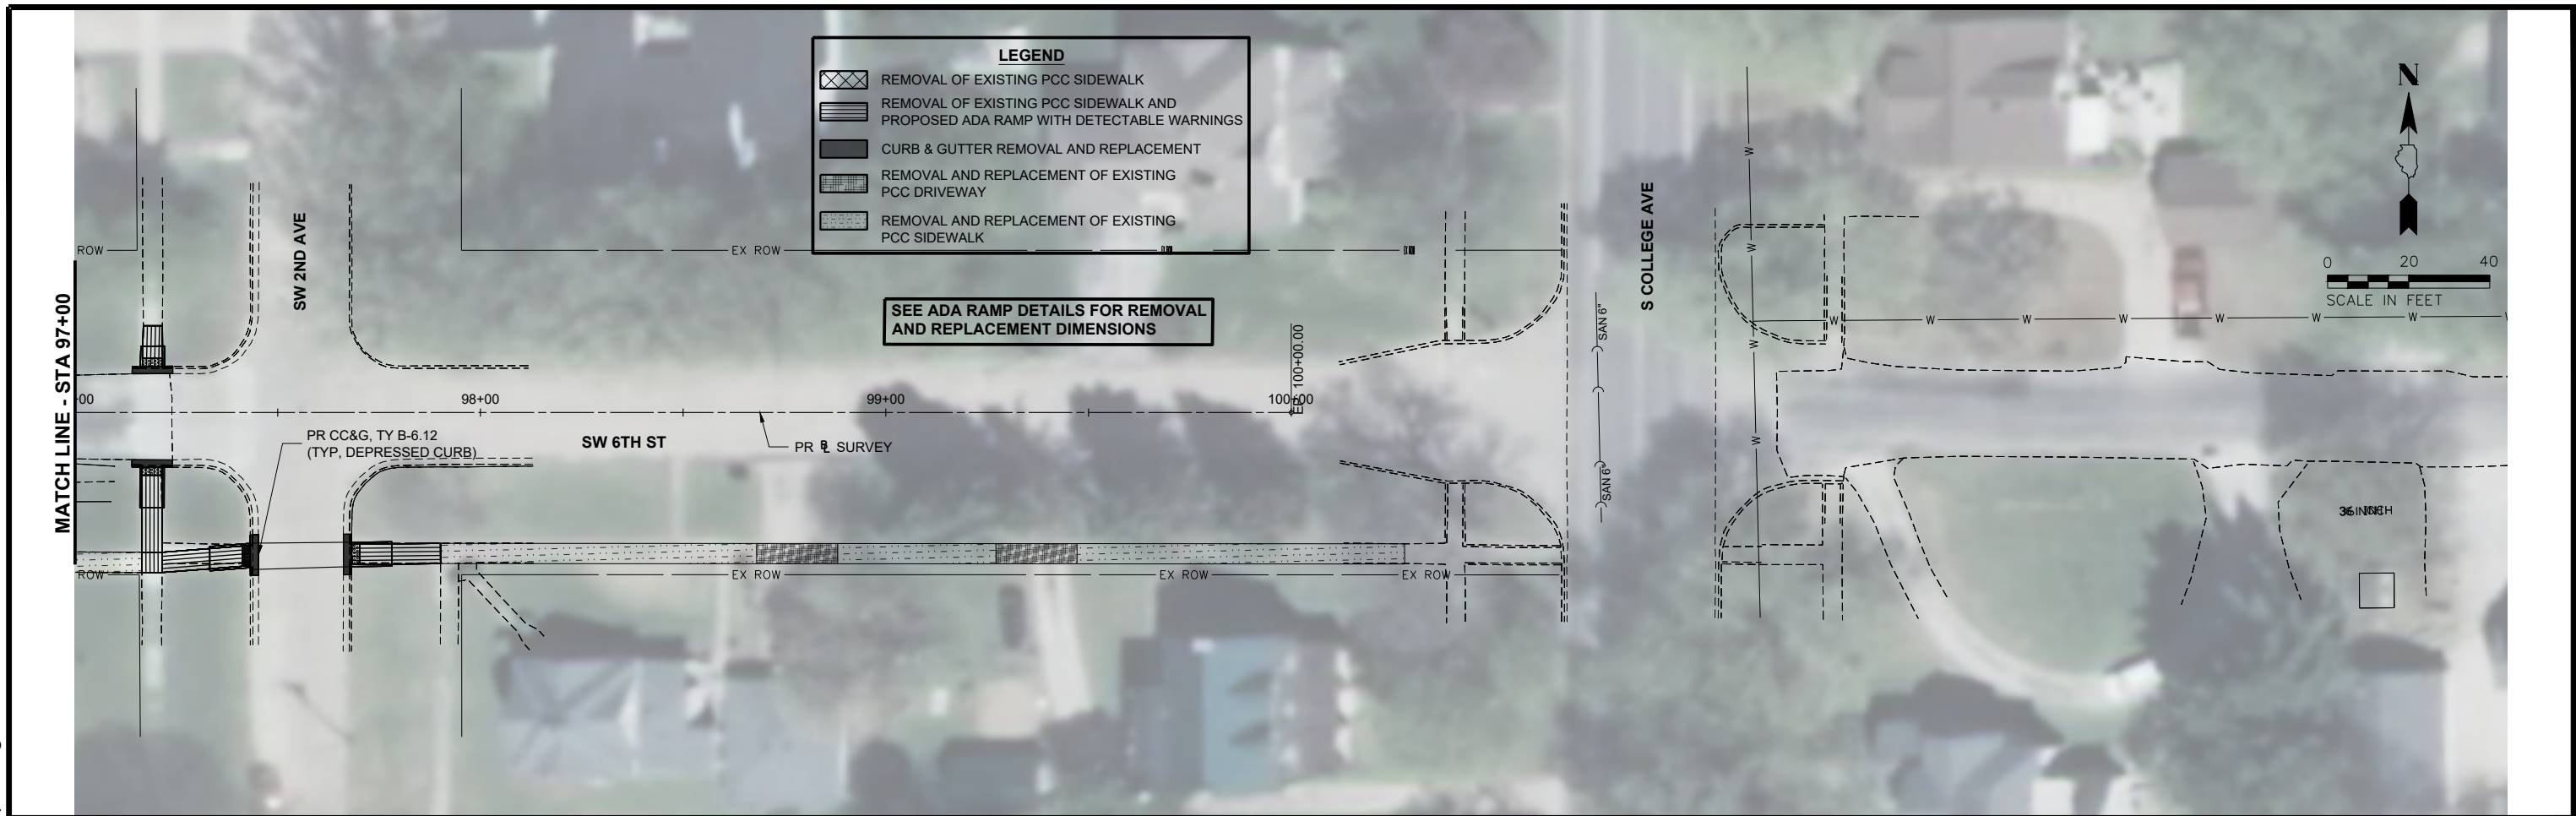 LEGEND
REMOVAL OF EXISTING PCC SIDEWALK
REMOVAL OF EXISTING PCC SIDEWALK AND
PROPOSED ADA RAMP WITH DETECTABLE WARNINGS
CURB & GUTTER REMOVAL AND REPLACEMENT
REMOVAL AND REPLACEMENT OF EXISTING
PCC DRIVEWAY
REMOVAL AND REPLACEMENT OF EXISTING
PCC SIDEWALK
N
0 20 40
SCALE IN FEET
SW 2ND AVE
S COLLEGE AVE
ROW
EX ROW
W
W
SEE ADA RAMP DETAILS FOR REMOVAL
AND REPLACEMENT DIMENSIONS
SAN 6"
W W W W W W W
W
MATCH LINE - STA 97+00
00
98+00
99+00
100+00
EP 100+00.00
PR CC&G, TY B-6.12
(TYP, DEPRESSED CURB)
SW 6TH ST
PR BL SURVEY
W
SAN 6"
ROW
EX ROW
EX ROW
EX ROW